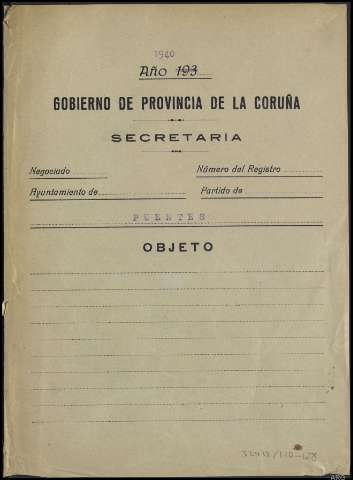 1940
Año 193
GOBIERNO DE PROVINCIA DE LA CORUÑA
SECRETARIA
Negociado Número del Registro
Ayuntamiento de Partido de
PUENTES
OBJETO